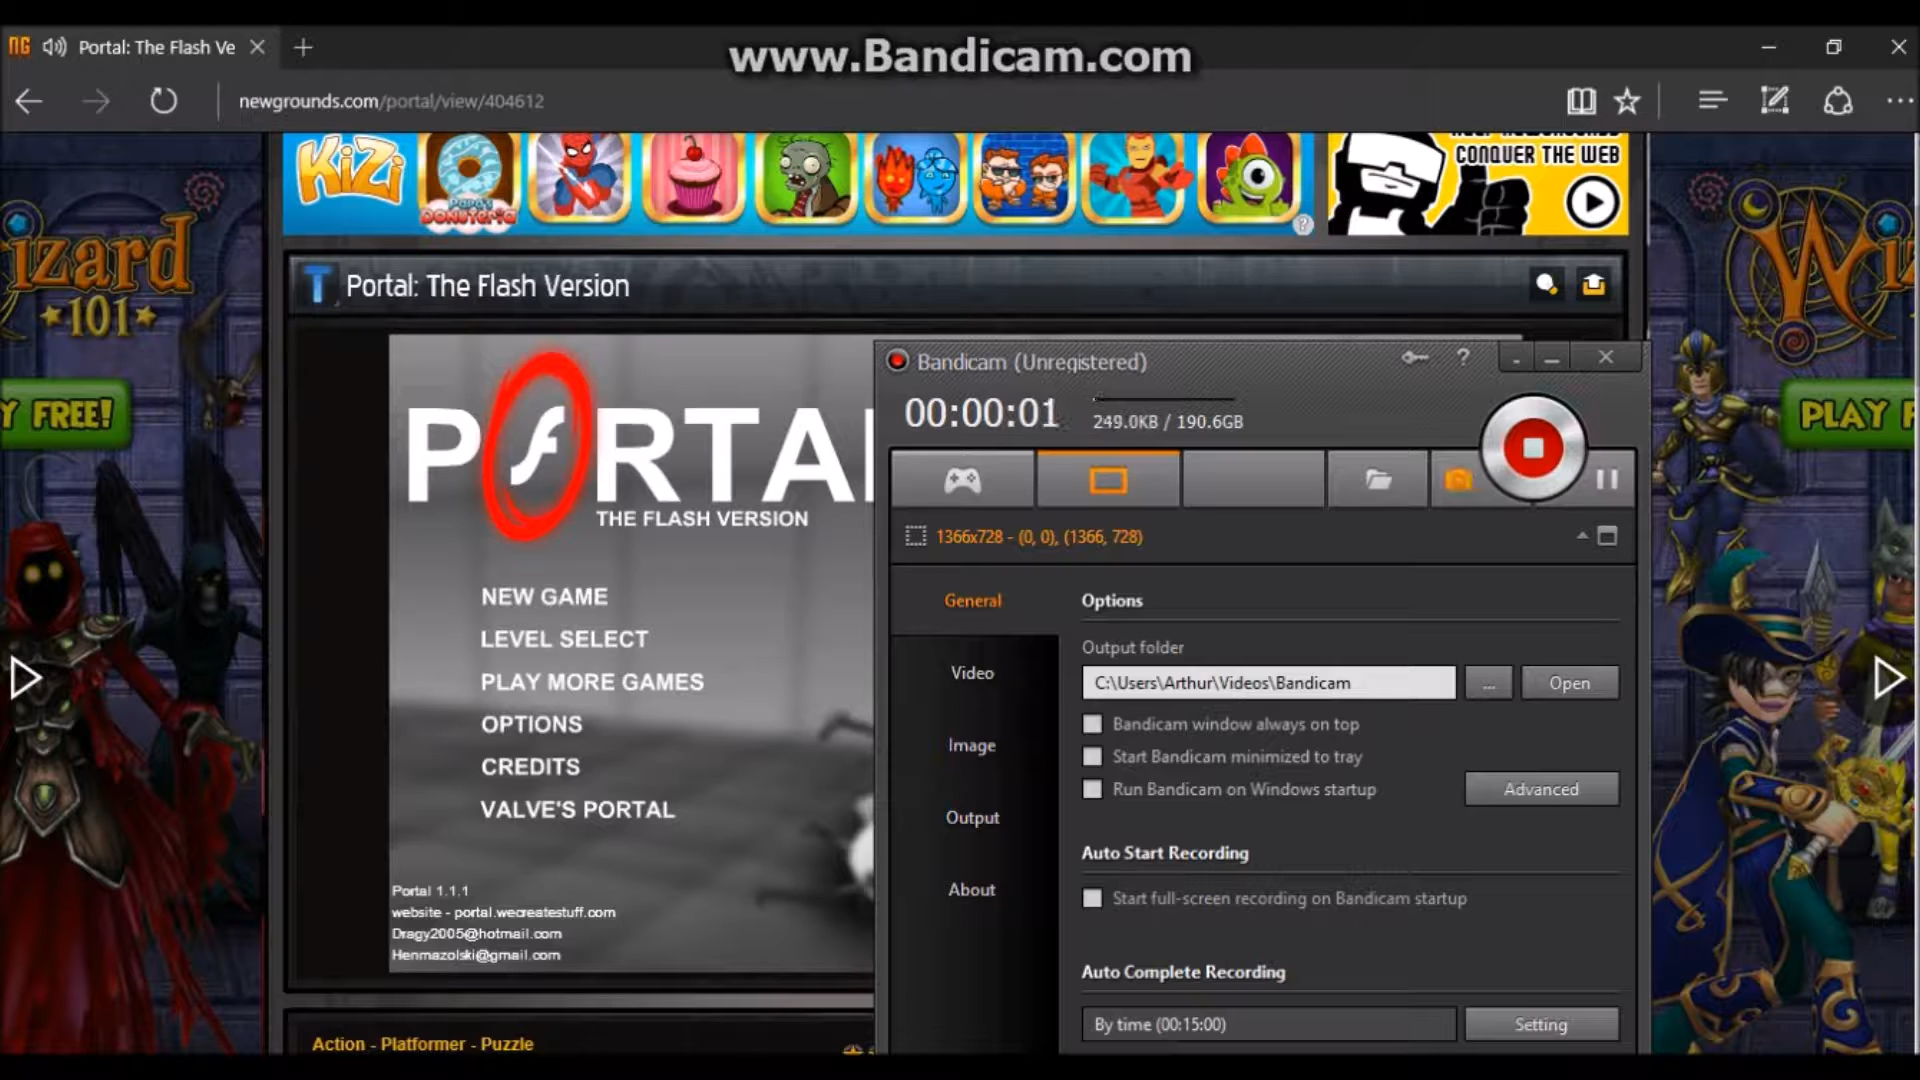 www.Bandicam.com
NG Portal: The Flash Ve
newgrounds.com/portal/view/404612
KiZi
PAPA'S
DONUTERIA
CONQUER THE WEB
izard
101
Y FREE!
Wiz
PLAY F
T Portal: The Flash Version
PORTAL
THE FLASH VERSION
NEW GAME
LEVEL SELECT
PLAY MORE GAMES
OPTIONS
CREDITS
VALVE'S PORTAL
Portal 1.1.1
website - portal.wecreatestuff.com
Dragy2005@hotmail.com
Henmazolski@gmail.com
Action - Platformer - Puzzle
Bandicam (Unregistered)
?
00:00:01
249.0KB / 190.6GB
1366x728 - (0, 0), (1366, 728)
General
Video
Image
Output
About
Options
Output folder
C:\Users\Arthur\Videos\Bandicam
...
Open
Bandicam window always on top
Start Bandicam minimized to tray
Run Bandicam on Windows startup
Advanced
Auto Start Recording
Start full-screen recording on Bandicam startup
Auto Complete Recording
By time (00:15:00)
Setting